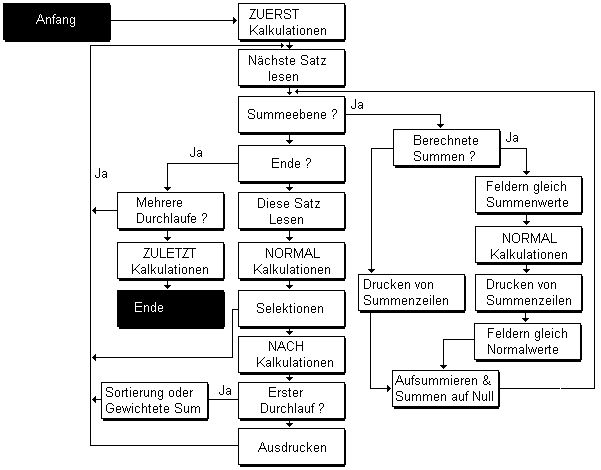 Anfang
ZUERST
Kalkulationen
Nächste Satz
lesen
Summeebene ?
Ja
Berechnete
Summen ?
Ja
Ende ?
Ja
Ja
Feldern gleich
Summenwerte
Mehrere
Durchlaufe ?
Diese Satz
Lesen
NORMAL
Kalkulationen
ZULETZT
Kalkulationen
NORMAL
Kalkulationen
Drucken von
Summenzeilen
Drucken von
Summenzeilen
Ende
Selektionen
Feldern gleich
Normalwerte
NACH
Kalkulationen
Sortierung oder
Gewichtete Sum
Ja
Erster
Durchlauf ?
Aufsummieren &
Summen auf Null
Ausdrucken